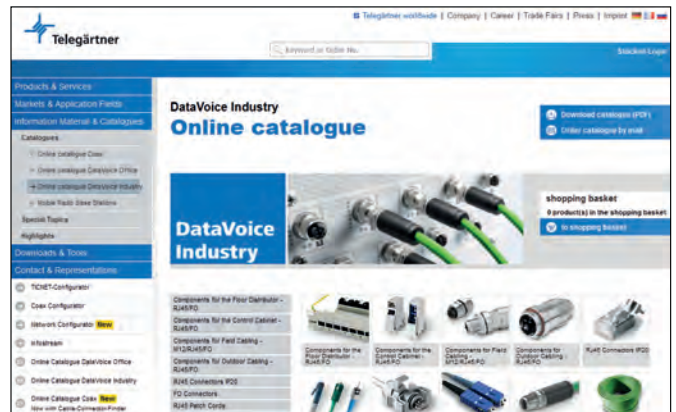 Telegärtner worldwide | Company | Career | Trade Fairs | Press | Imprint
Telegärtner
Keyword or Order No.
Stockist Login
Products & Services
Markets & Application Fields
Information Material & Catalogues
Catalogues
Online catalogue Coax
Online catalogue DataVoice Office
Online catalogue DataVoice Industry
Mobile Radio Base Stations
Special Topics
Highlights
Downloads & Tools
Contact & Representations
TICNET-Configurator
Coax Configurator
Network Configurator New
Infostream
Online Catalogue DataVoice Office
Online Catalogue DataVoice Industry
Online Catalogue Coax New
Now with Cable-Connector-Finder
DataVoice Industry
Online catalogue
Download catalogue (PDF)
Order catalogue by mail
DataVoice
Industry
shopping basket
0 product(s) in the shopping basket
to shopping basket
Components for the Floor Distributor -
RJ45/FO
Components for the Control Cabinet -
RJ45/FO
Components for Field Cabling -
M12/RJ45/FO
Components for Outdoor Cabling -
RJ45/FO
RJ45 Connectors IP20
FO Connectors
RJ45 Patch Cords
Components for the
Floor Distributor -
RJ45/FO
Components for the
Control Cabinet -
RJ45/FO
Components for Field
Cabling -
M12/RJ45/FO
Components for
Outdoor Cabling -
RJ45/FO
RJ45 Connectors IP20